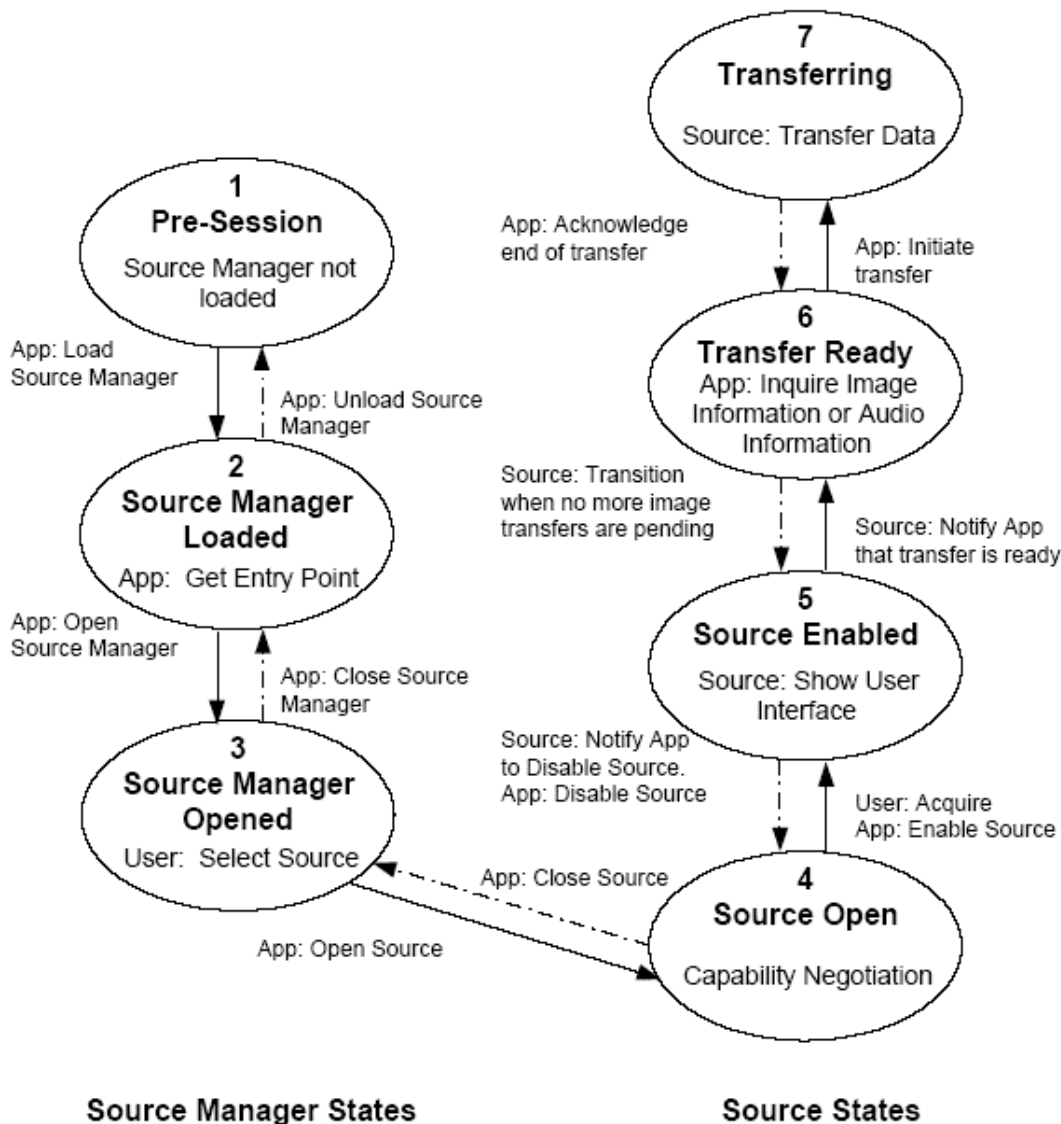 1
Pre-Session
Source Manager not
loaded
App: Load
Source Manager
App: Unload Source
Manager
2
Source Manager
Loaded
App: Get Entry Point
App: Open
Source Manager
App: Close Source
Manager
3
Source Manager
Opened
User: Select Source
App: Close Source
App: Open Source
7
Transferring
Source: Transfer Data
App: Acknowledge
end of transfer
App: Initiate
transfer
6
Transfer Ready
App: Inquire Image
Information or Audio
Information
Source: Transition
when no more image
transfers are pending
Source: Notify App
that transfer is ready
5
Source Enabled
Source: Show User
Interface
Source: Notify App
to Disable Source.
App: Disable Source
User: Acquire
App: Enable Source
4
Source Open
Capability Negotiation
Source Manager States
Source States